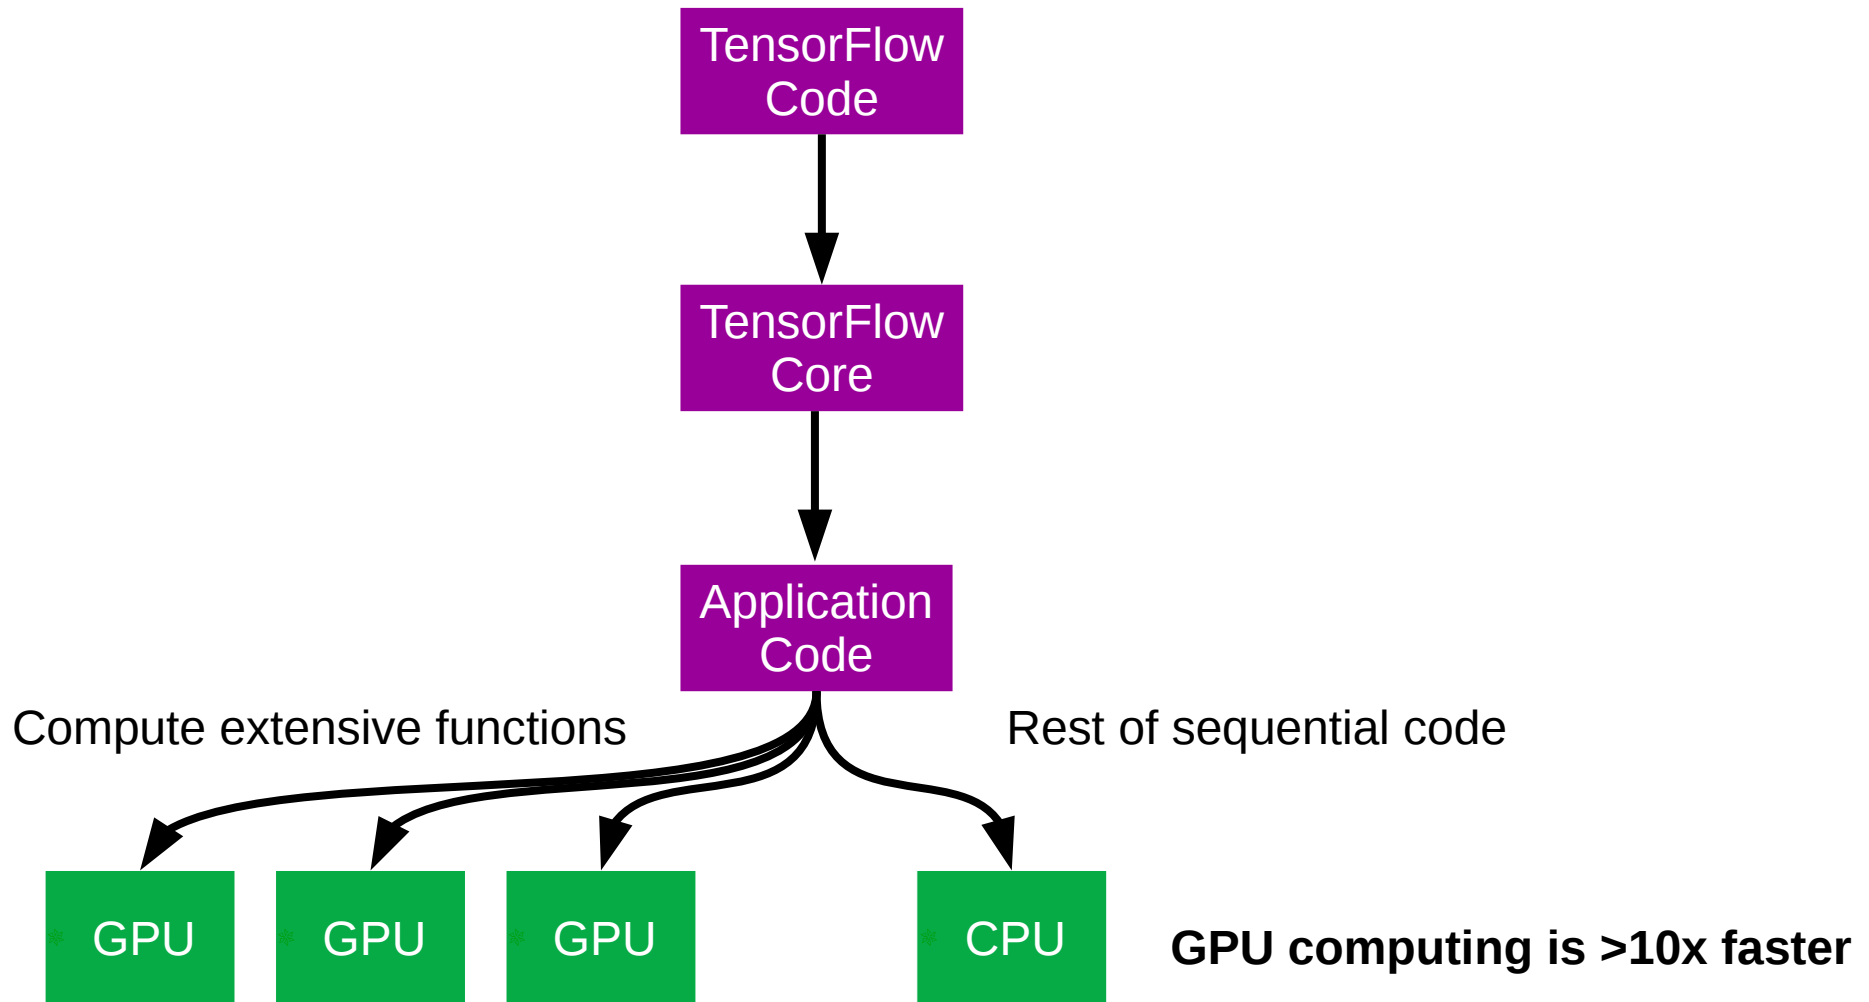 TensorFlow
Code
TensorFlow
Core
Application
Code
Compute extensive functions
Rest of sequential code
GPU
GPU
GPU
CPU
GPU computing is >10x faster